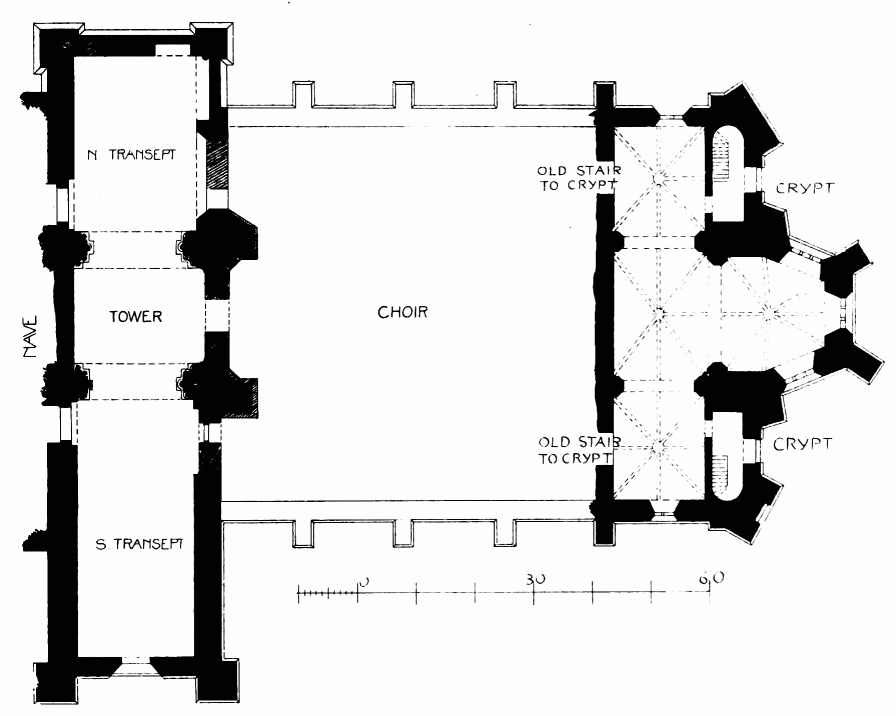 N TRANSEPT
OLD STAIR
TO CRYPT
CRYPT
TOWER
CHOIR
NAVE
OLD STAIR
TO CRYPT
CRYPT
S. TRANSEPT
0 30 60